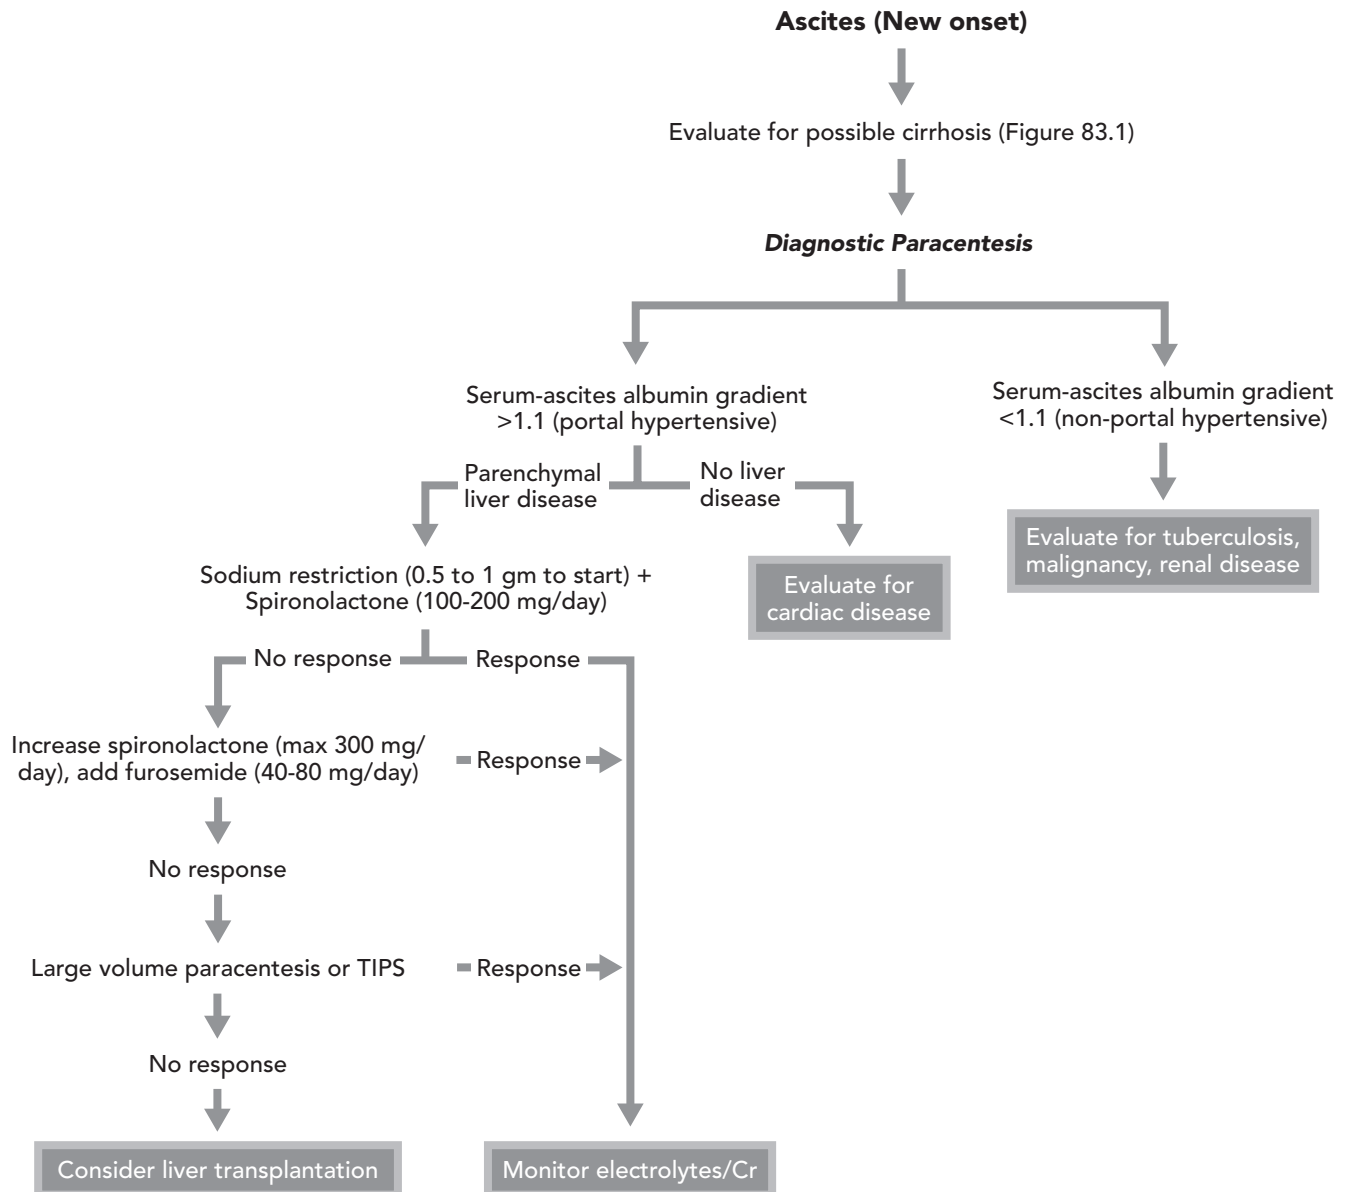 Ascites (New onset)
Evaluate for possible cirrhosis (Figure 83.1)
Diagnostic Paracentesis
Serum-ascites albumin gradient
>1.1 (portal hypertensive)
Serum-ascites albumin gradient
<1.1 (non-portal hypertensive)
Parenchymal
liver disease
No liver
disease
Evaluate for tuberculosis,
malignancy, renal disease
Sodium restriction (0.5 to 1 gm to start) +
Spironolactone (100-200 mg/day)
Evaluate for
cardiac disease
No response
Response
Increase spironolactone (max 300 mg/
day), add furosemide (40-80 mg/day)
Response
No response
Large volume paracentesis or TIPS
Response
No response
Consider liver transplantation
Monitor electrolytes/Cr